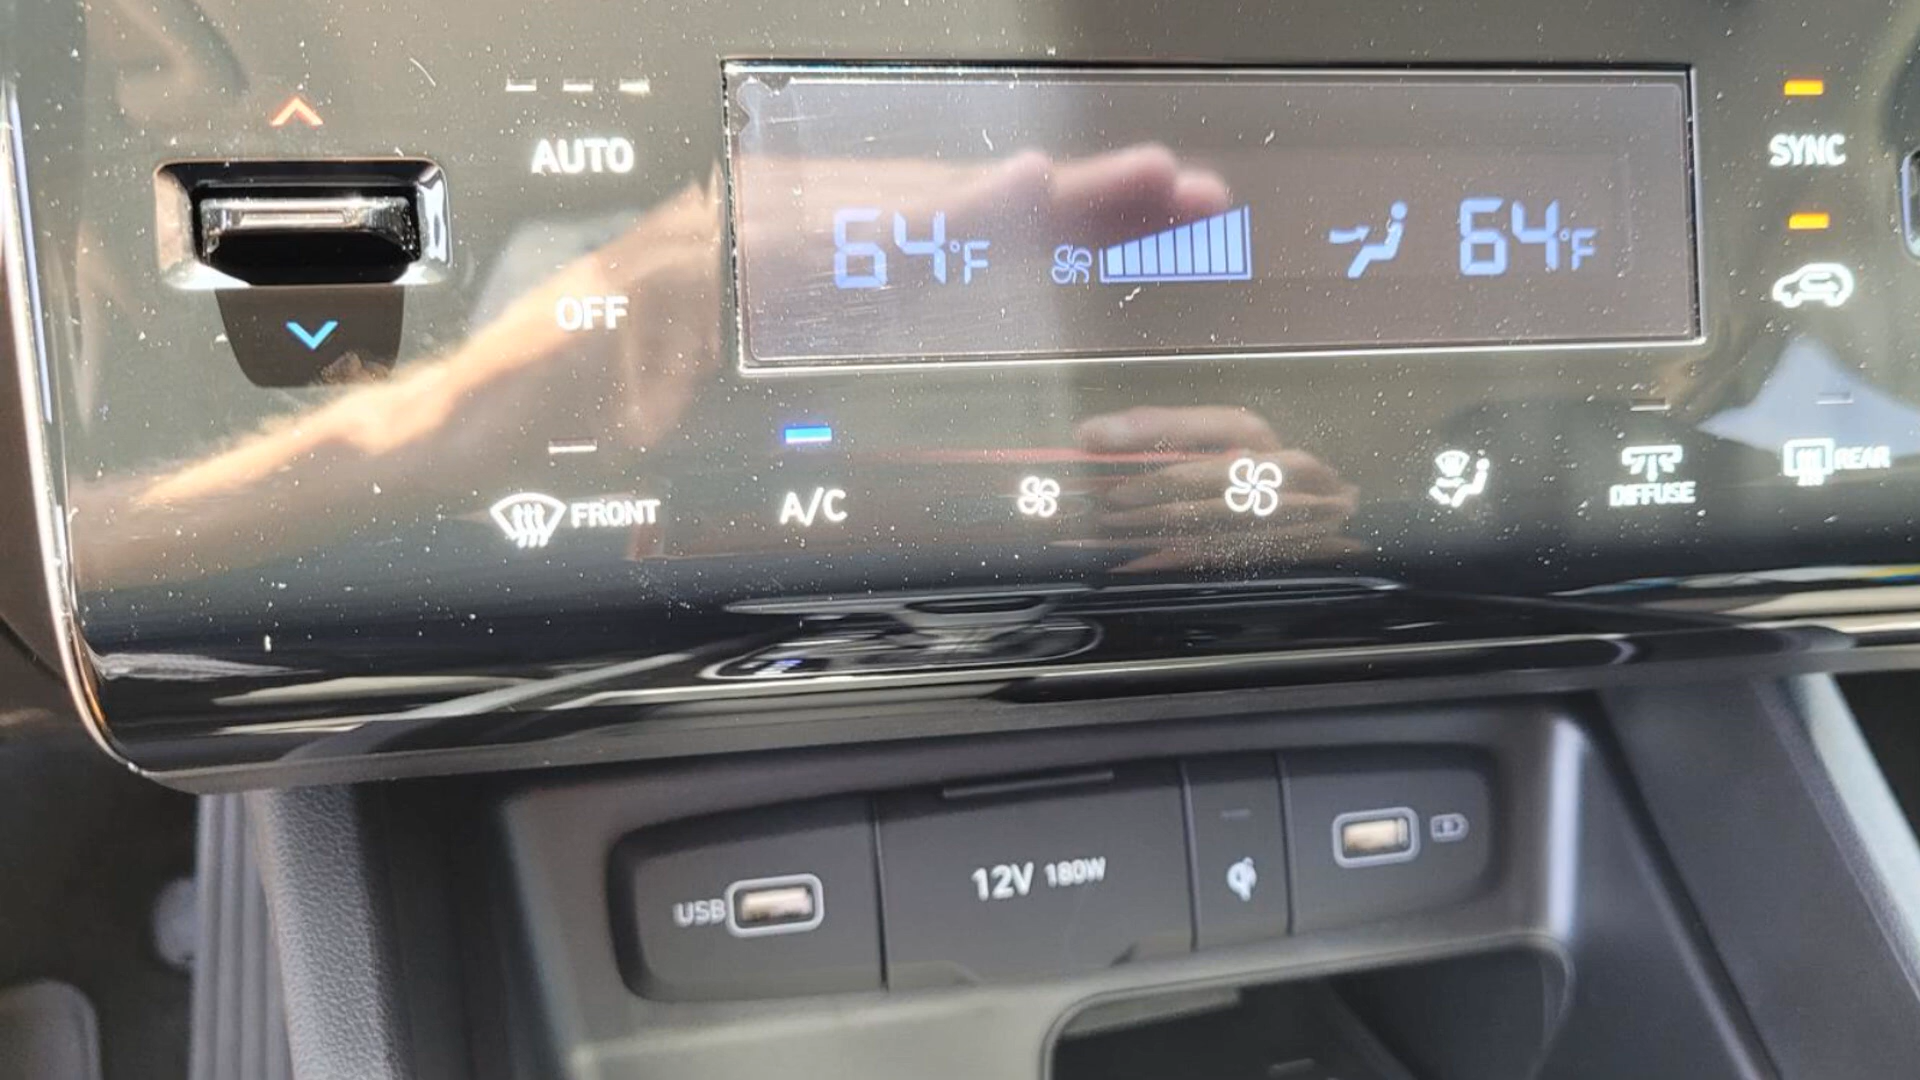 AUTO
OFF
64°F
64°F
SYNC
FRONT
A/C
DIFFUSE
REAR
USB
12V 180W